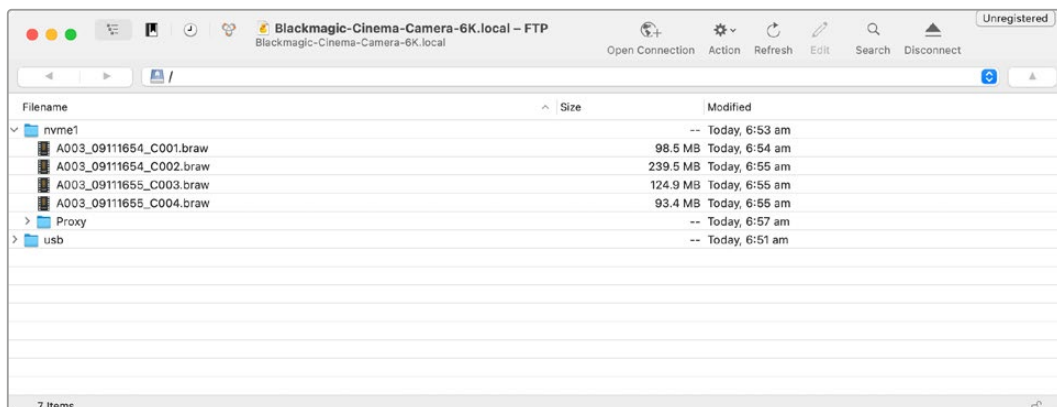 Unregistered
Blackmagic-Cinema-Camera-6K.local – FTP
Blackmagic-Cinema-Camera-6K.local
Open Connection Action Refresh Edit Search Disconnect
/
Filename Size Modified
nvme1 -- Today, 6:53 am
A003_09111654_C001.braw 98.5 MB Today, 6:54 am
A003_09111654_C002.braw 239.5 MB Today, 6:55 am
A003_09111655_C003.braw 124.9 MB Today, 6:55 am
A003_09111655_C004.braw 93.4 MB Today, 6:55 am
Proxy -- Today, 6:57 am
usb -- Today, 6:51 am
7 Items